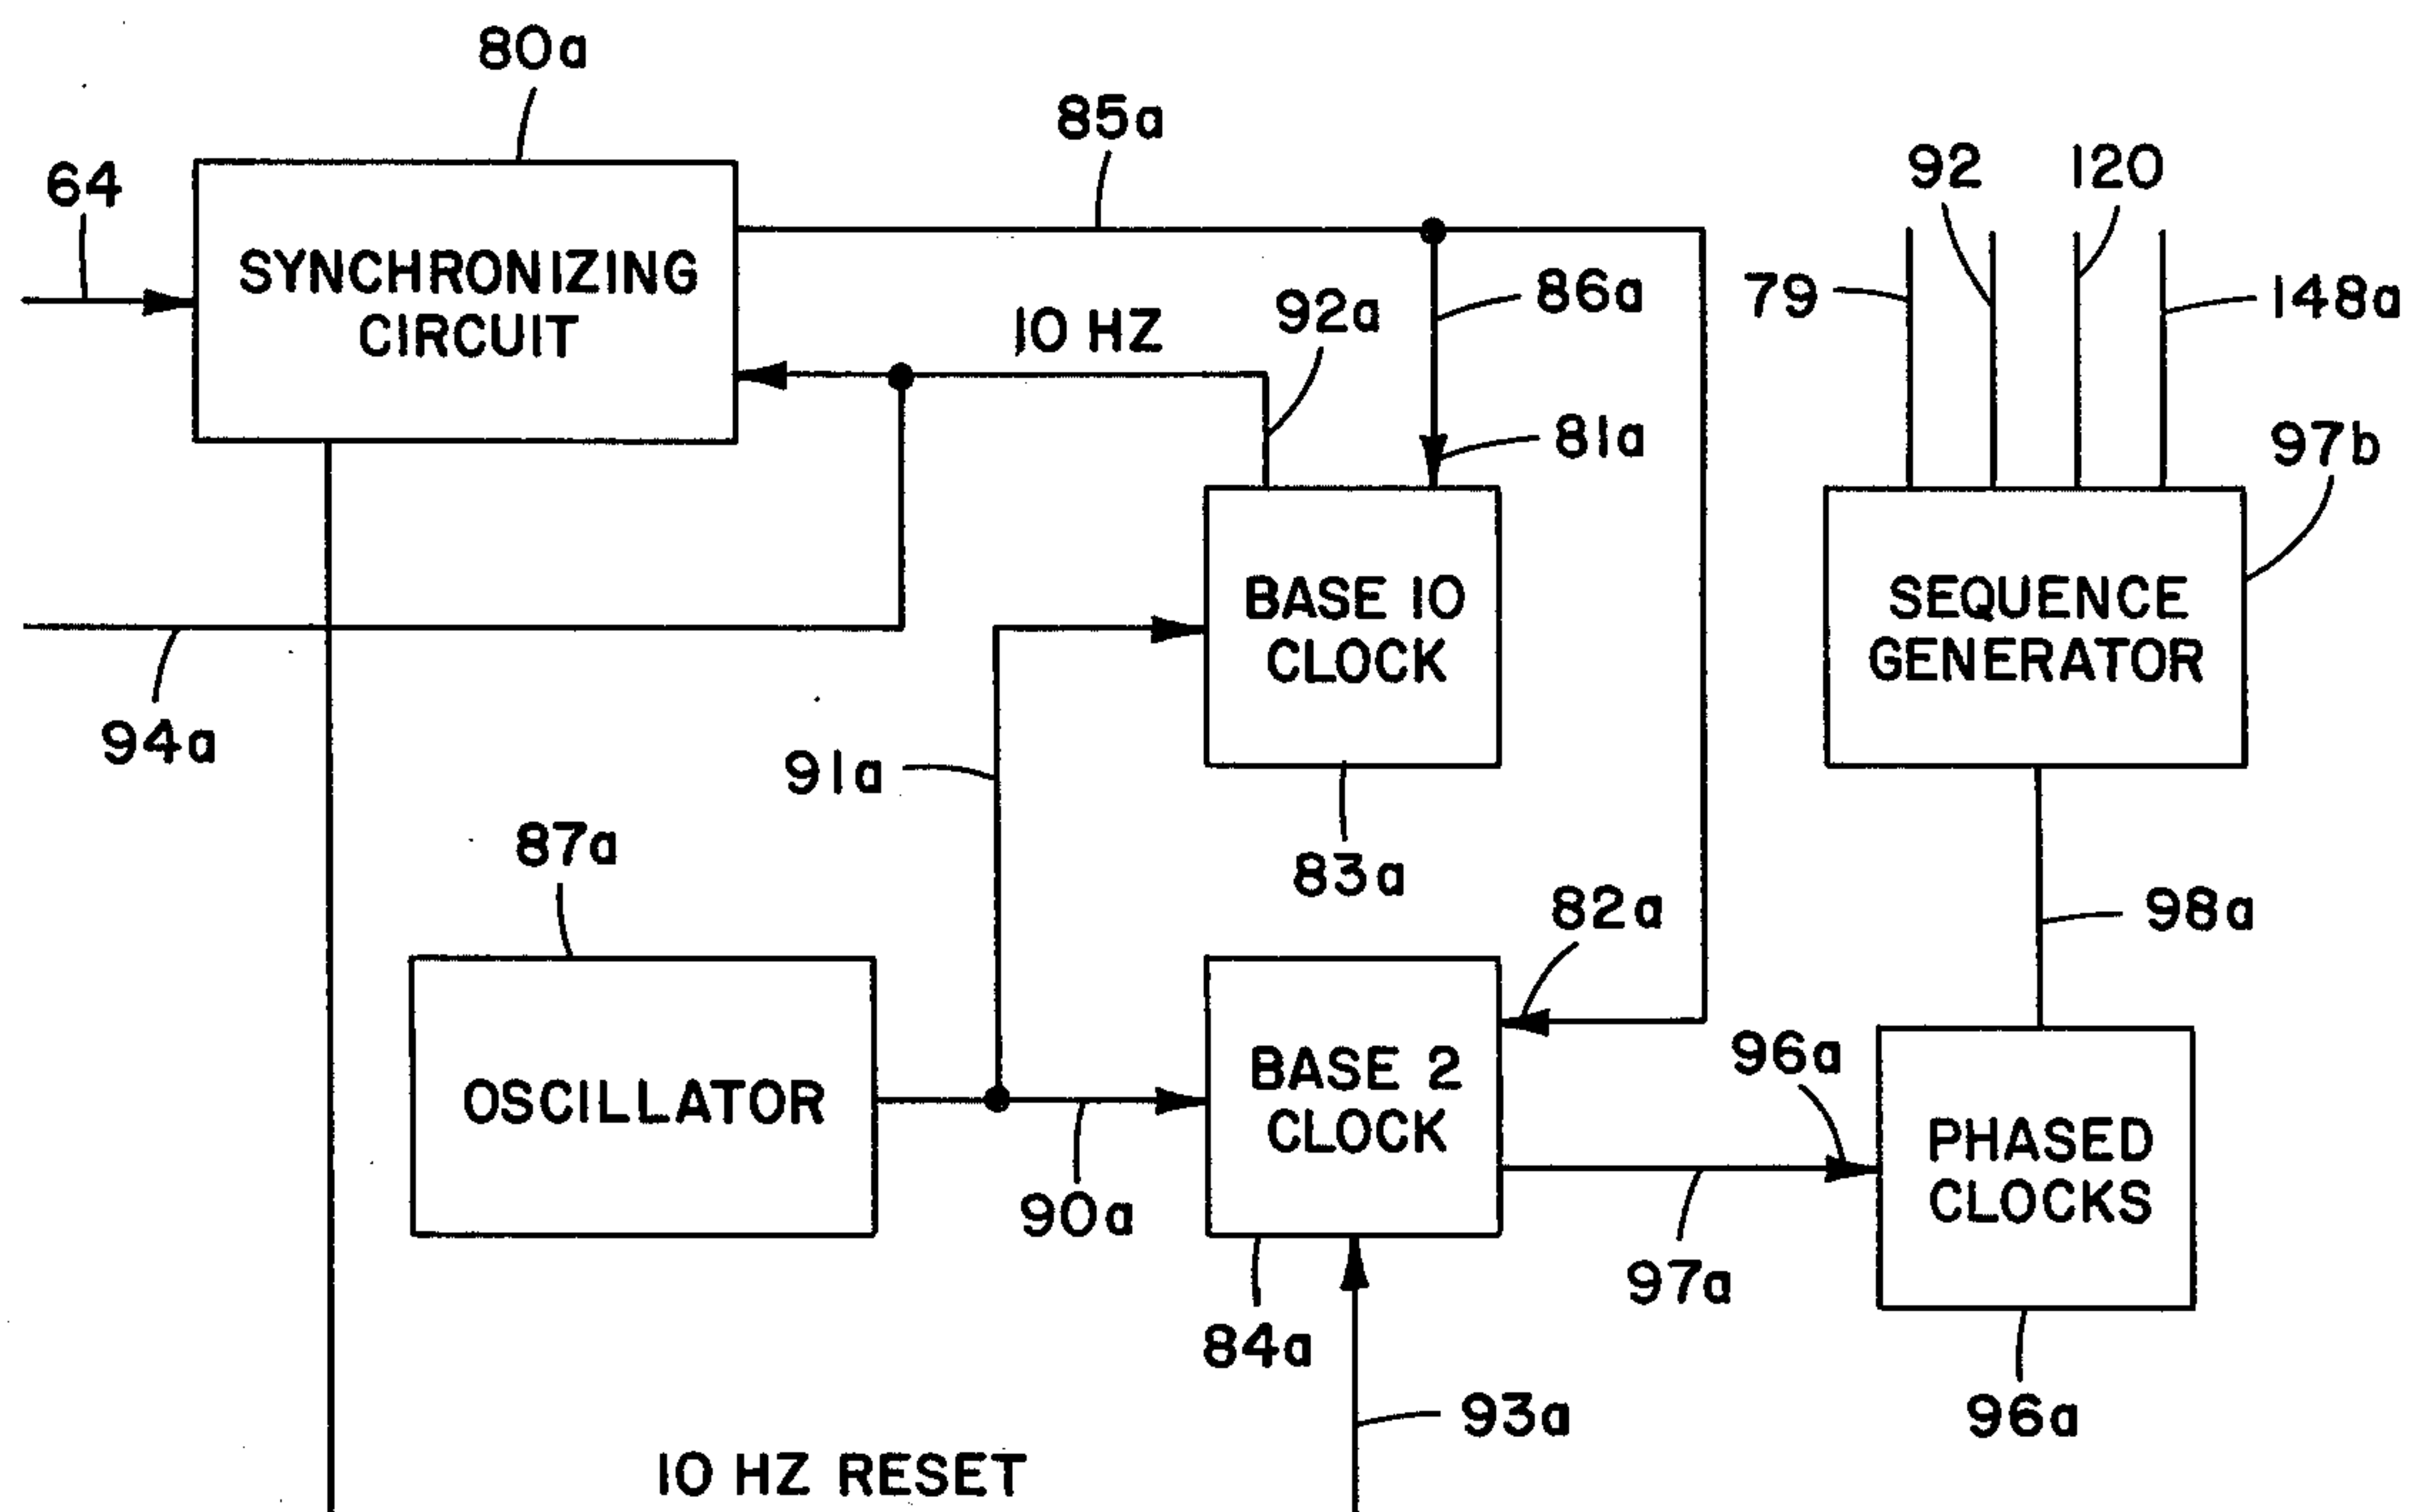 80a
85a
64
92
120
SYNCHRONIZING
CIRCUIT
10 HZ
92a
86a
79
148a
81a
97b
BASE 10
CLOCK
SEQUENCE
GENERATOR
94a
91a
87a
83a
82a
98a
OSCILLATOR
BASE 2
CLOCK
96a
PHASED
CLOCKS
90a
97a
84a
93a
96a
10 HZ RESET